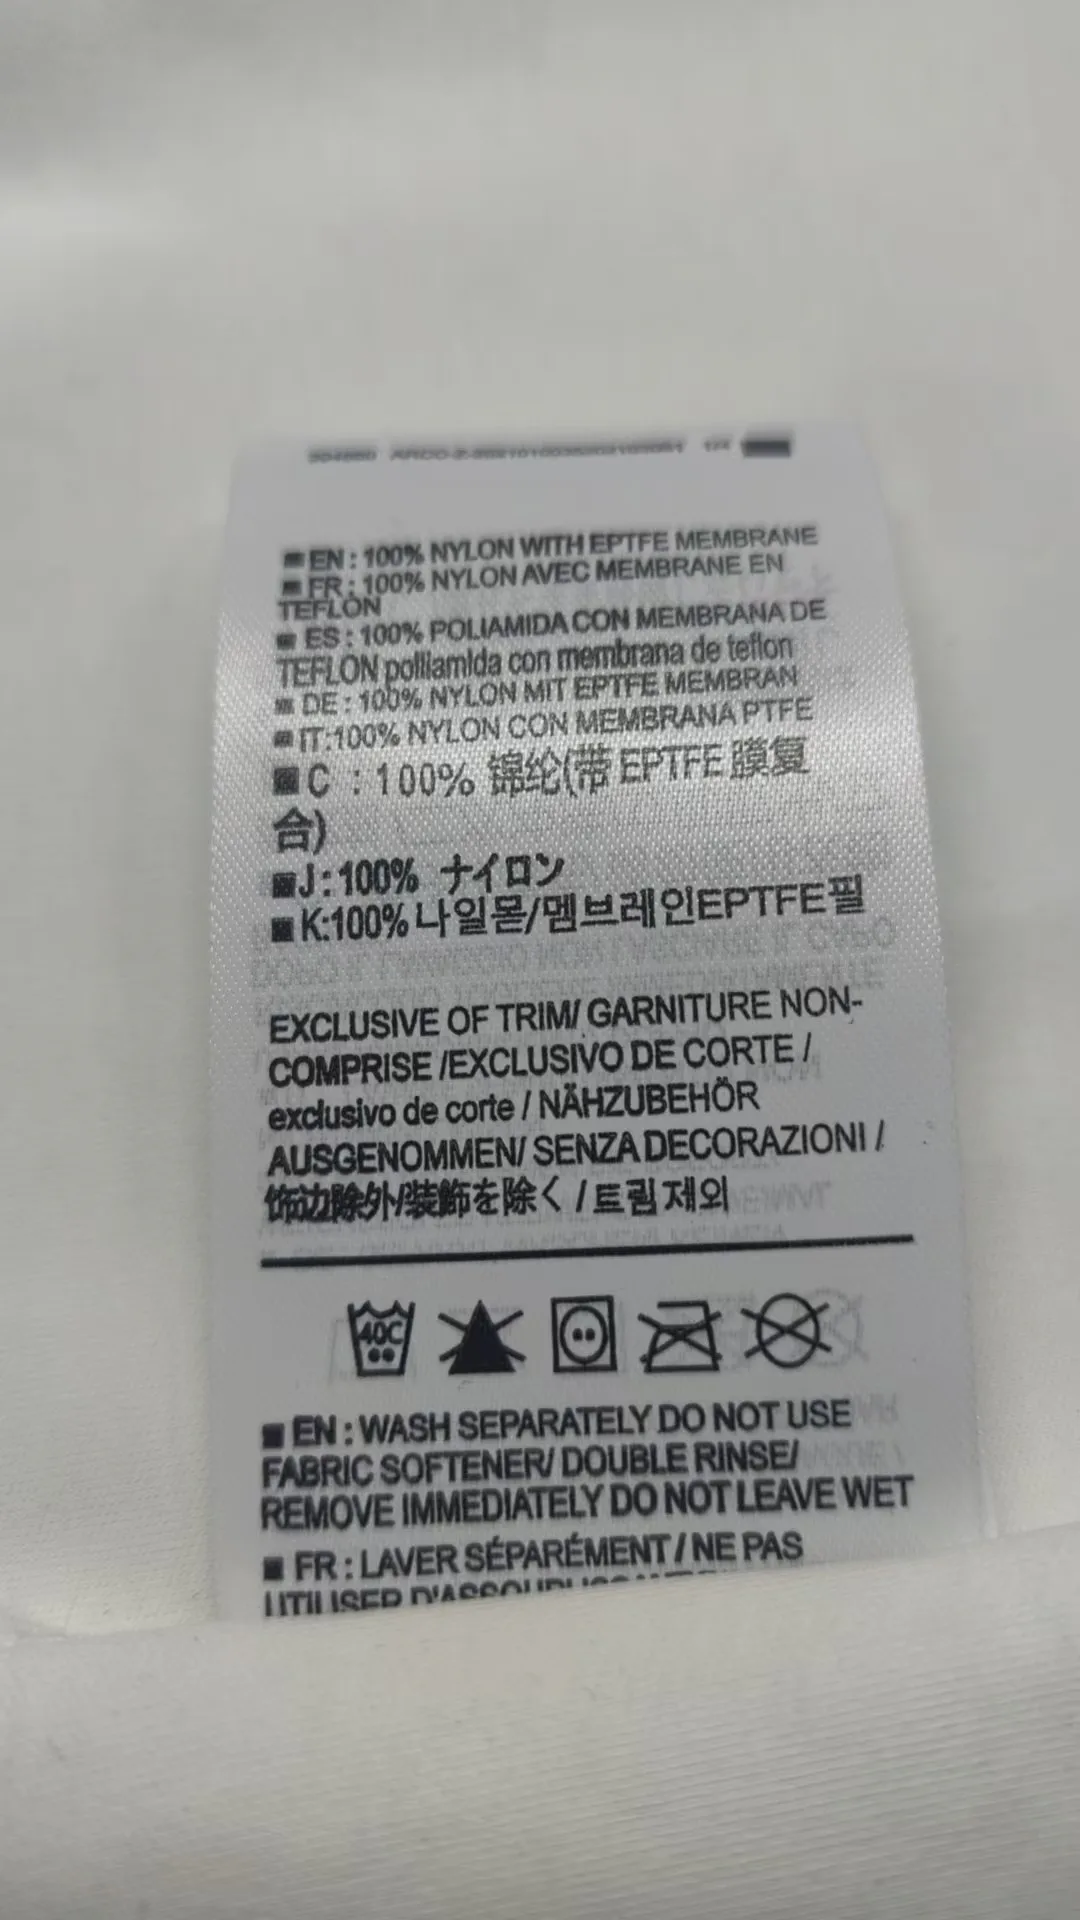 ■ EN : 100% NYLON WITH EPTFE MEMBRANE
■ FR : 100% NYLON AVEC MEMBRANE EN
TEFLON
■ ES : 100% POLIAMIDA CON MEMBRANA DE
TEFLON polliamida con membrana de teflon
■ DE : 100% NYLON MIT EPTFE MEMBRAN
■ IT:100% NYLON CON MEMBRANA PTFE
■ C : 100% 锦纶(带 EPTFE 膜复
合)
■ J : 100% ナイロン
■ K:100% 나일론/멤브레인EPTFE필
EXCLUSIVE OF TRIM/ GARNITURE NON-
COMPRISE /EXCLUSIVO DE CORTE /
exclusivo de corte / NÄHZUBEHÖR
AUSGENOMMEN/ SENZA DECORAZIONI /
饰边除外/装飾を除く / 트림 제외
40C
■ EN : WASH SEPARATELY DO NOT USE
FABRIC SOFTENER/ DOUBLE RINSE/
REMOVE IMMEDIATELY DO NOT LEAVE WET
■ FR : LAVER SÉPARÉMENT / NE PAS
UTILISER